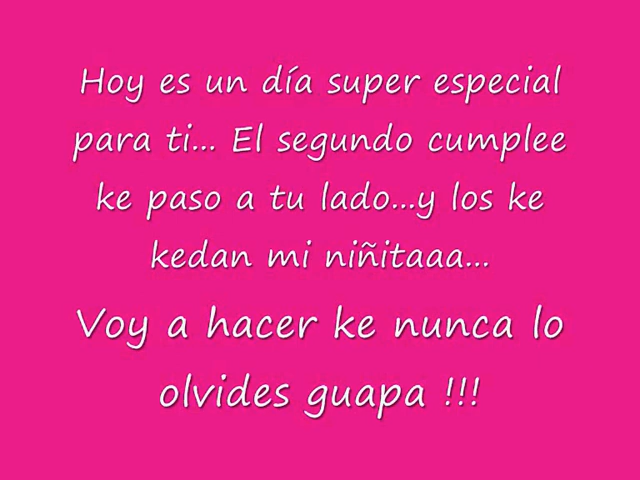 Hoy es un día super especial
para ti... El segundo cumplee
ke paso a tu lado...y los ke
kedan mi niñitaaa...
Voy a hacer ke nunca lo
olvides guapa !!!